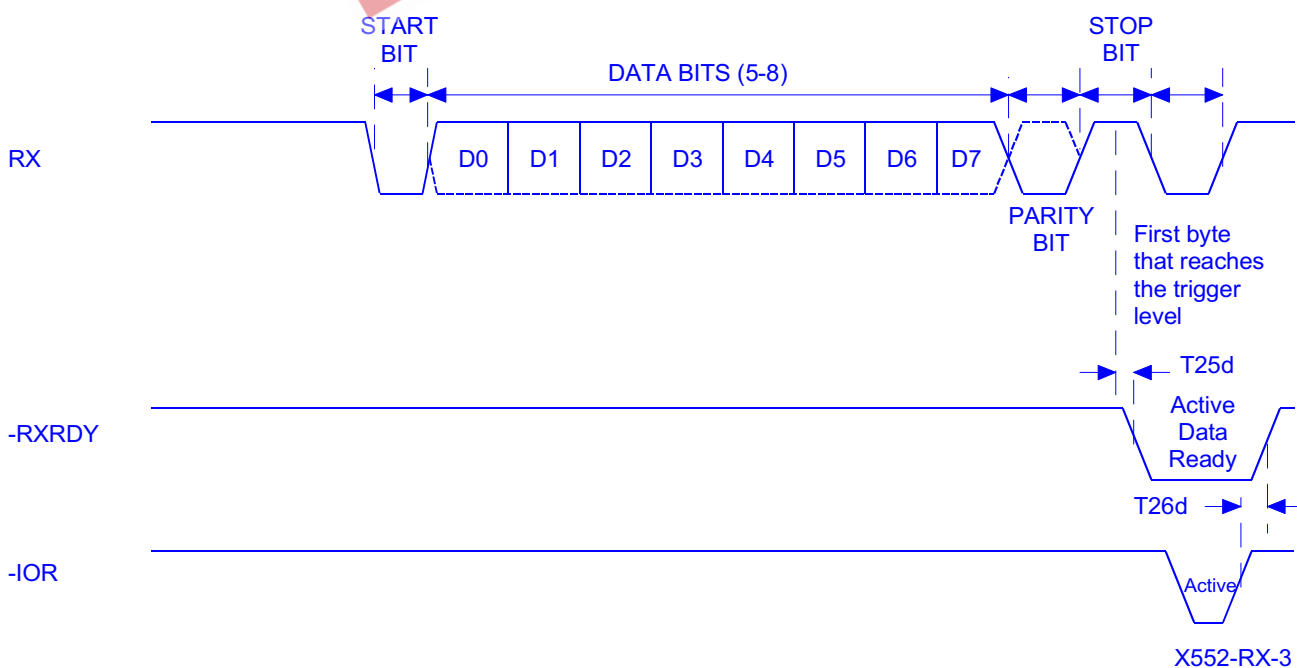 START
BIT
DATA BITS (5-8)
STOP
BIT
RX
D0 D1 D2 D3 D4 D5 D6 D7
PARITY
BIT
First byte
that reaches
the trigger
level
T25d
-RXRDY
Active
Data
Ready
T26d
-IOR
Active
X552-RX-3